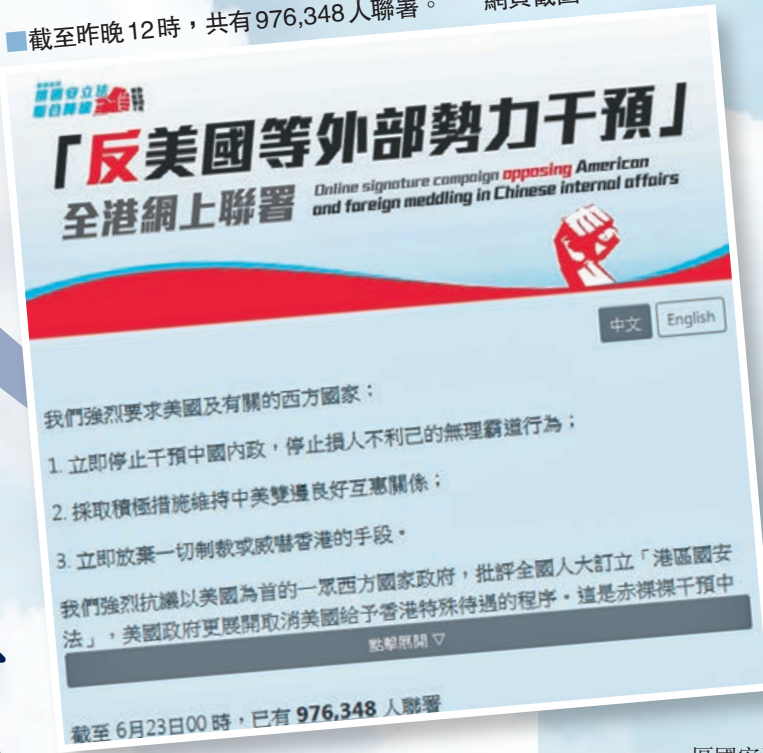 ■截至昨晚12時,共有976,348人聯署。 網頁截圖
撐國安立法
聯合陣線
「反美國等外部勢力干預」
全港網上聯署
Online signature campaign opposing American
and foreign meddling in Chinese internal affairs
中文 English
我們強烈要求美國及有關的西方國家:
1. 立即停止干預中國內政,停止損人不利己的無理霸道行為;
2. 採取積極措施維持中美雙邊良好互惠關係;
3. 立即放棄一切制裁或威嚇香港的手段。
我們強烈抗議以美國為首的一眾西方國家政府,批評全國人大訂立「港區國安
法」,美國政府更展開取消美國給予香港特殊待遇的程序。這是赤裸裸干預中
點擊展開 ▽
截至 6月23日00 時,已有 976,348 人聯署